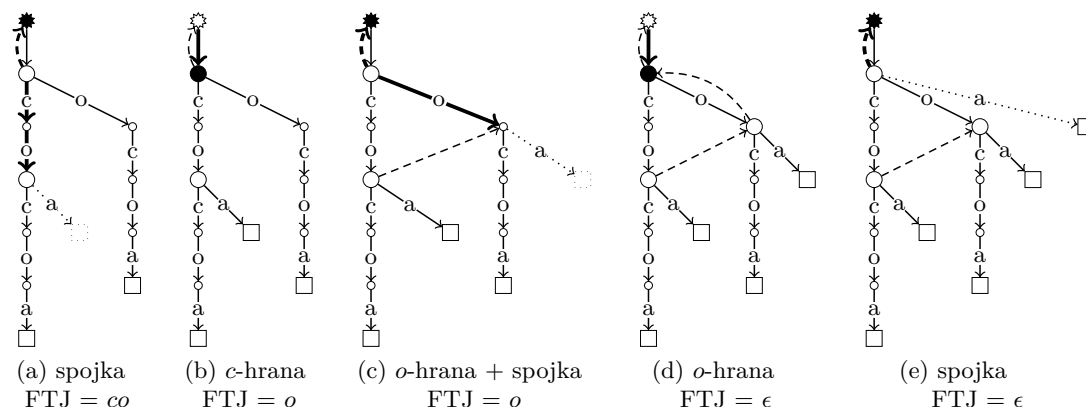 c o c o a a o c o a
c o c o a a o c o a
c o c o a a o a c o a
c o c o a a o a c o a
c o c o a a o a a c o a
(a) spojka
FTJ = co
(b) c-hrana
FTJ = o
(c) o-hrana + spojka
FTJ = o
(d) o-hrana
FTJ = ϵ
(e) spojka
FTJ = ϵ